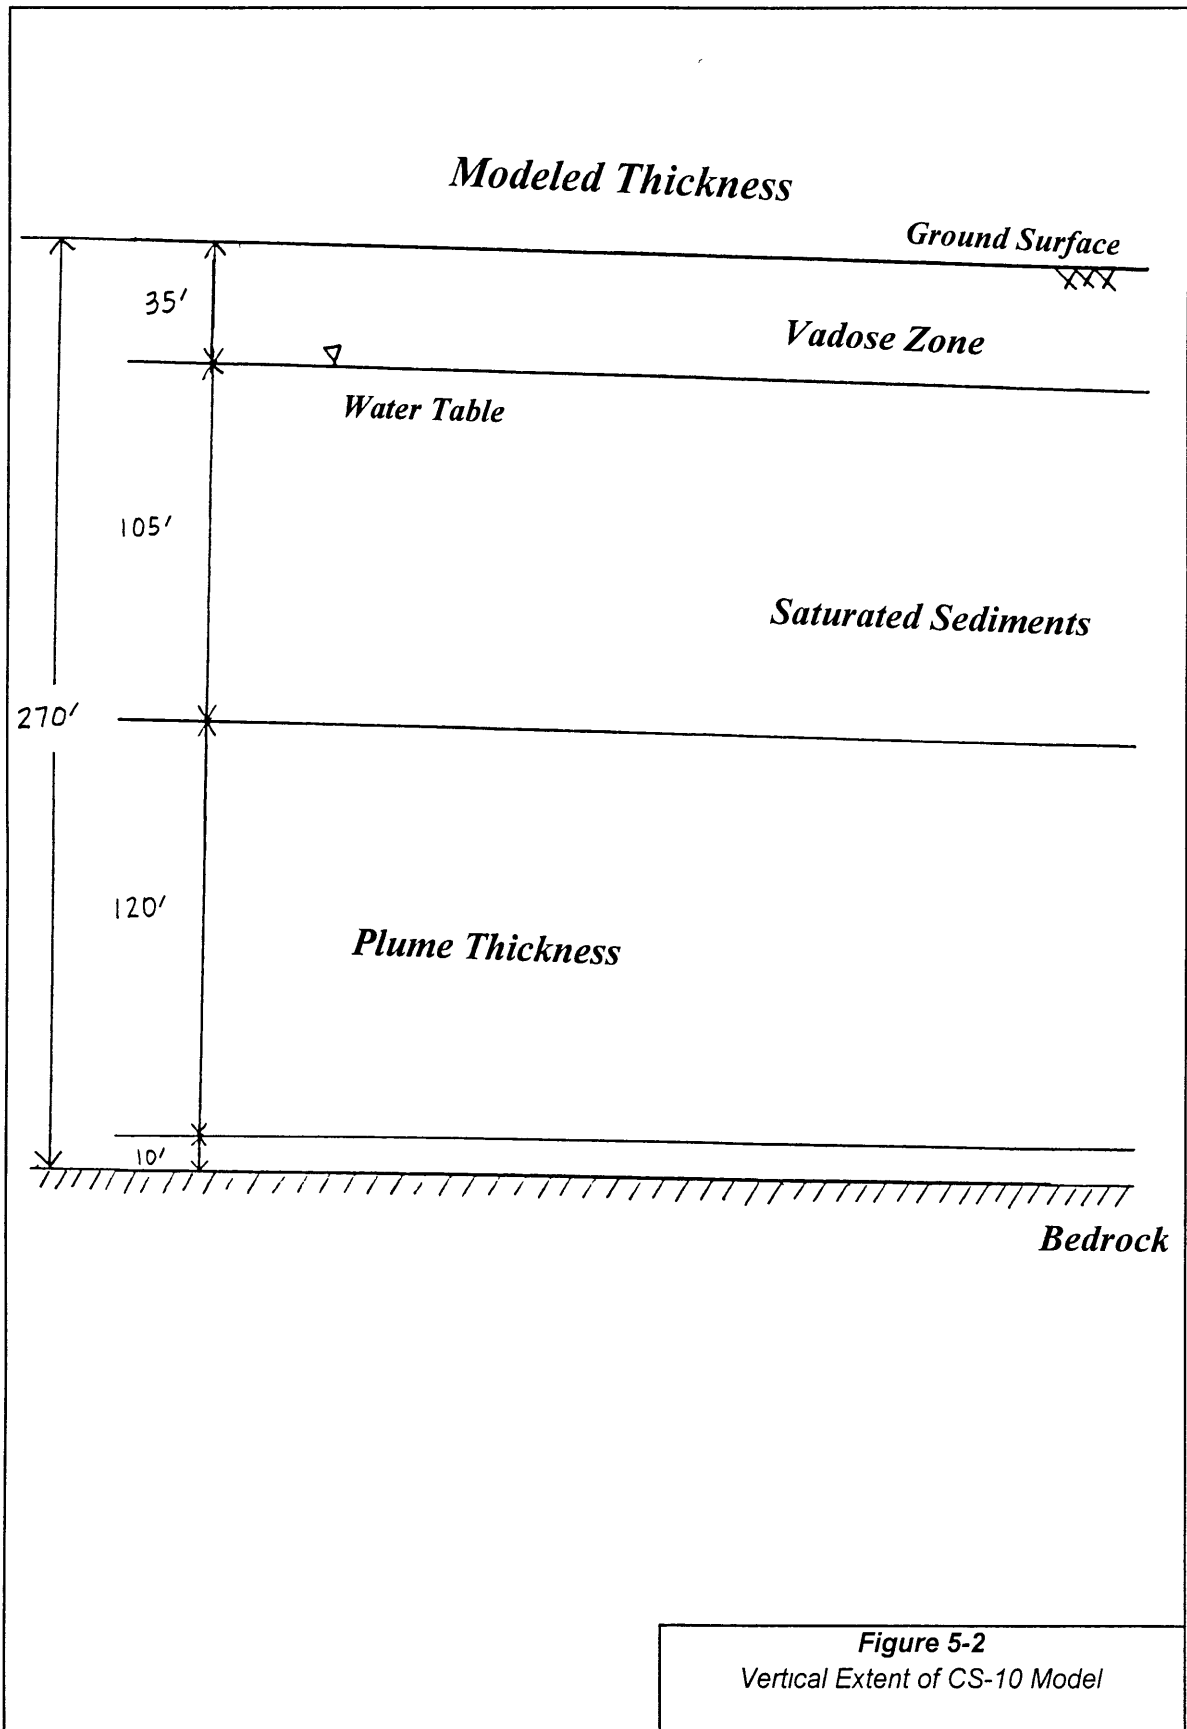 Modeled Thickness
Ground Surface
35'
Vadose Zone
Water Table
105'
Saturated Sediments
270'
120'
Plume Thickness
10'
Bedrock
Figure 5-2
Vertical Extent of CS-10 Model